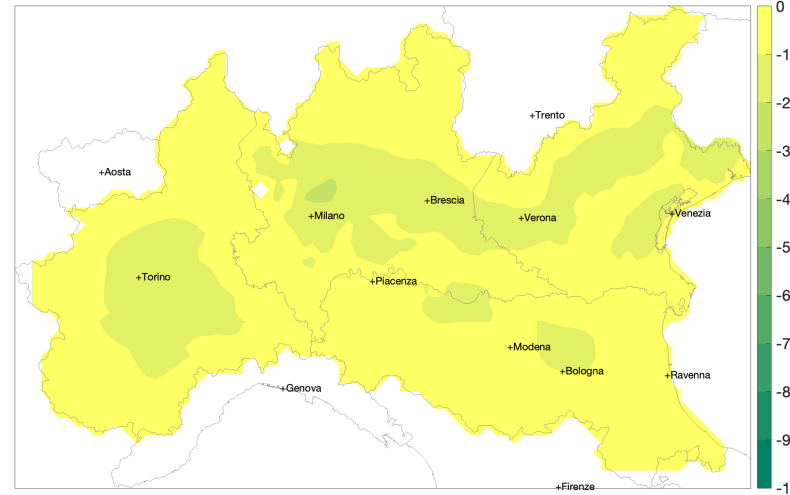 0
-1
+Trento
-2
+Aosta
-3
+Brescia
+Milano
+Verona
+Venezia
-4
-5
+Torino
+Piacenza
-6
+Modena
-7
+Bologna
+Ravenna
+Genova
-8
-9
+Firenze
-1